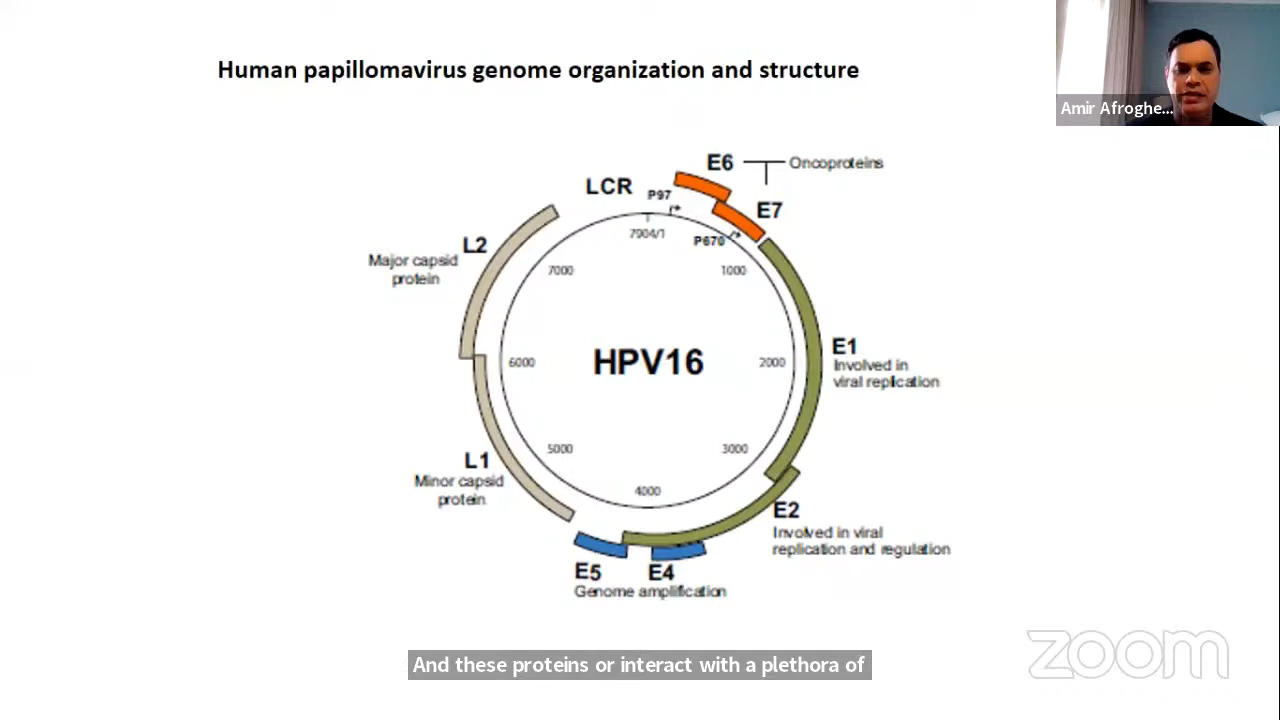 Human papillomavirus genome organization and structure
Amir Afroghe...
E6
Oncoproteins
LCR
P97
E7
7904/1
P670
L2
Major capsid
protein
7000
1000
E1
Involved in
viral replication
6000
HPV16
2000
5000
3000
L1
Minor capsid
protein
4000
E2
Involved in viral
replication and regulation
E5
E4
Genome amplification
And these proteins or interact with a plethora of
zoom